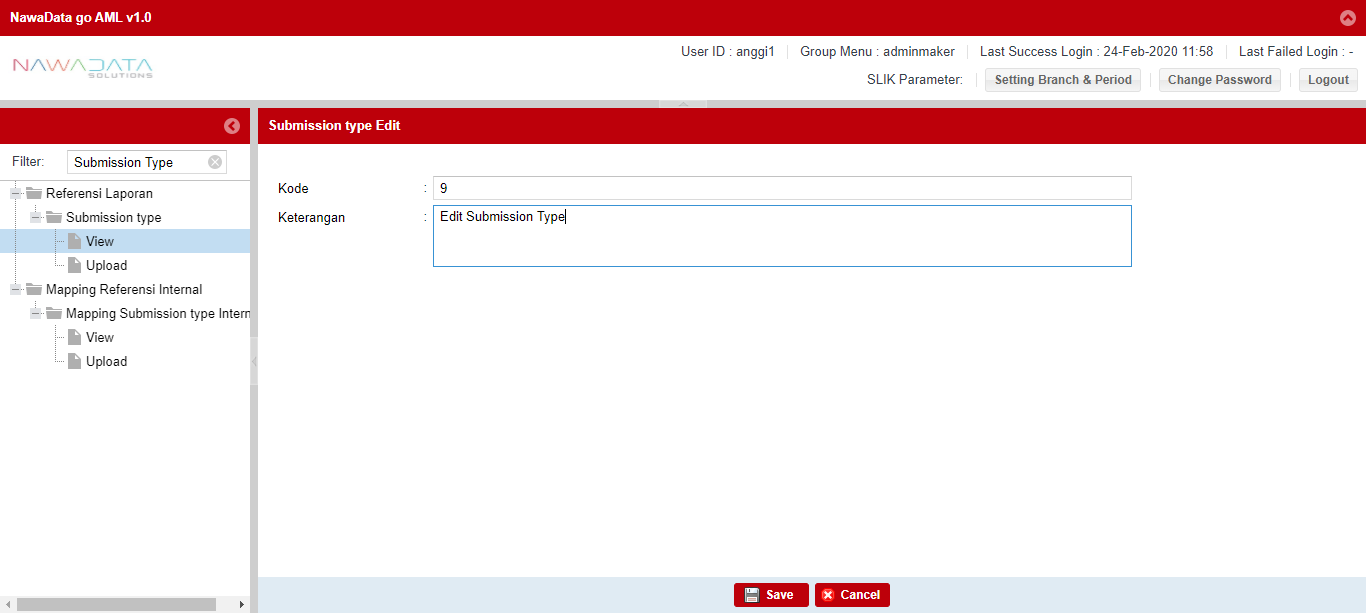 NawaData go AML v1.0
NAWADATA
SOLUTIONS
User ID : anggi1 Group Menu : adminmaker Last Success Login : 24-Feb-2020 11:58 Last Failed Login : -
SLIK Parameter: Setting Branch & Period Change Password Logout
Submission type Edit
Filter: Submission Type
Referensi Laporan
Submission type
View
Upload
Mapping Referensi Internal
Mapping Submission type Intern
View
Upload
Kode : 9
Keterangan : Edit Submission Type
Save Cancel